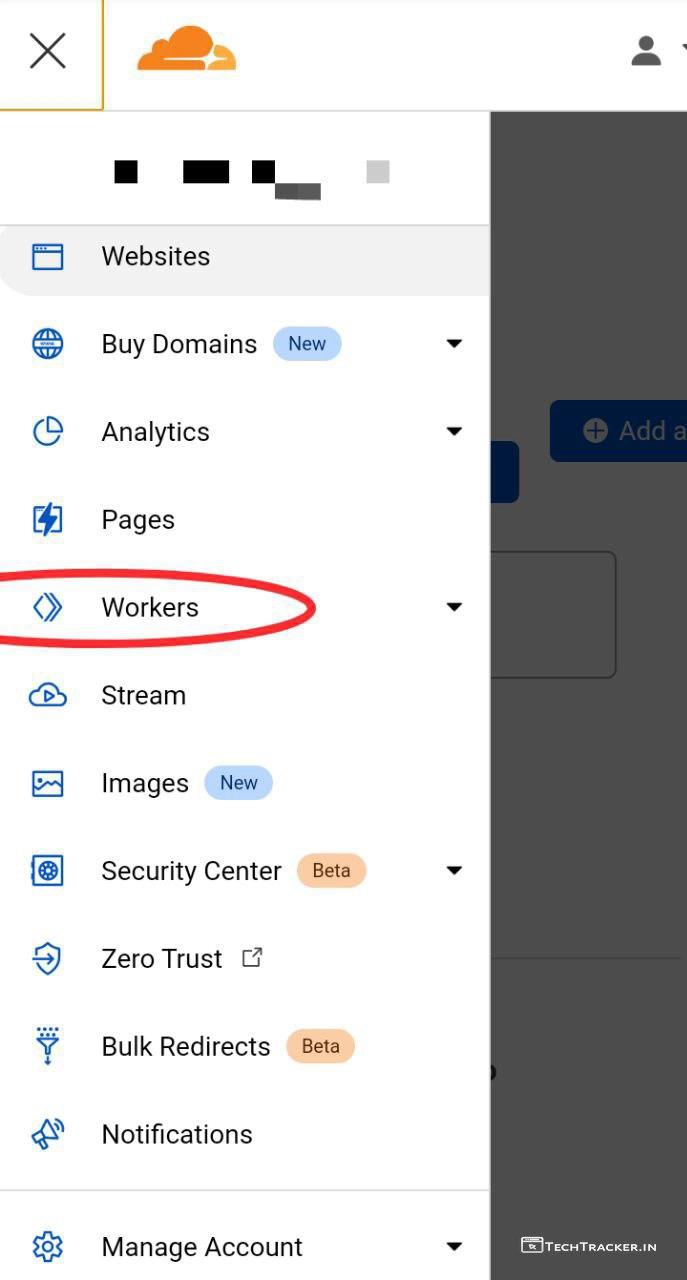 Websites
Buy Domains New
Analytics
Pages
Workers
Stream
Images New
Security Center Beta
Zero Trust
Bulk Redirects Beta
Notifications
Manage Account
Add a
TECHTRACKER.IN